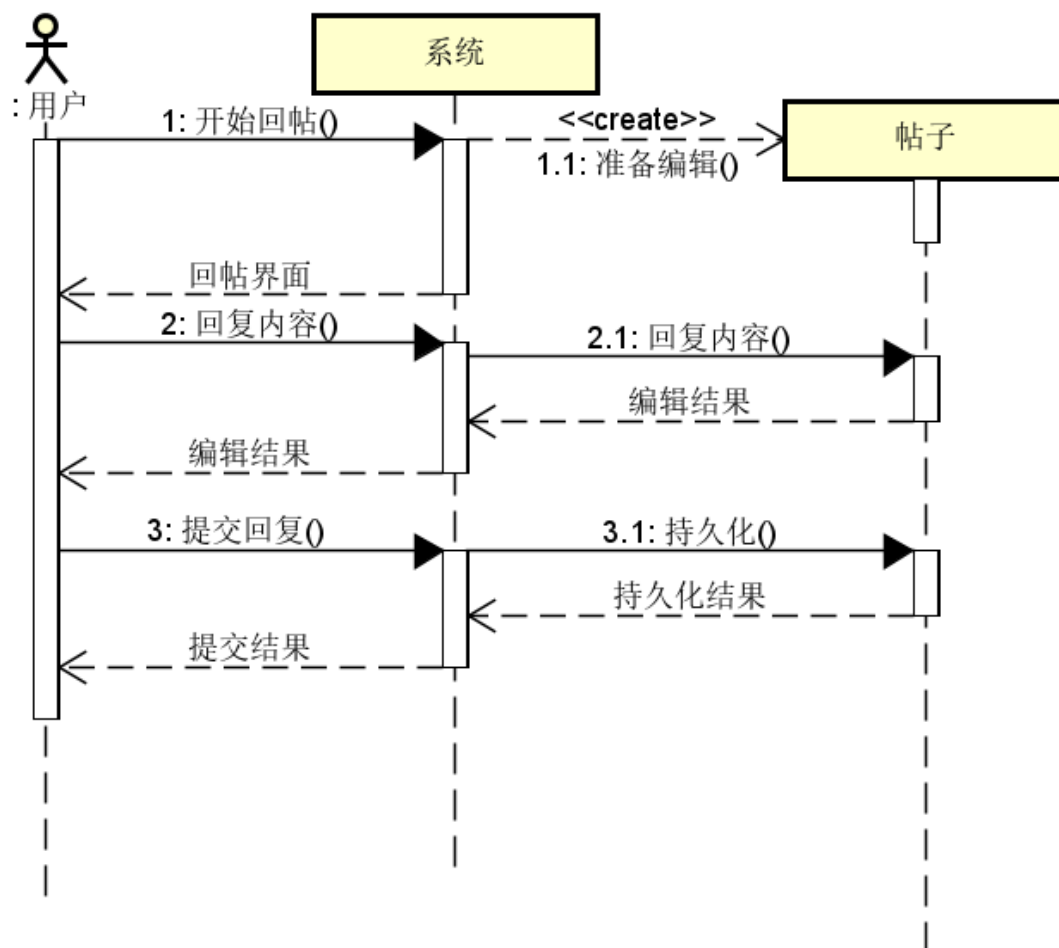 系统
: 用户
帖子
1: 开始回帖()
<<create>>
1.1: 准备编辑()
回帖界面
2: 回复内容()
2.1: 回复内容()
编辑结果
编辑结果
3: 提交回复()
3.1: 持久化()
持久化结果
提交结果